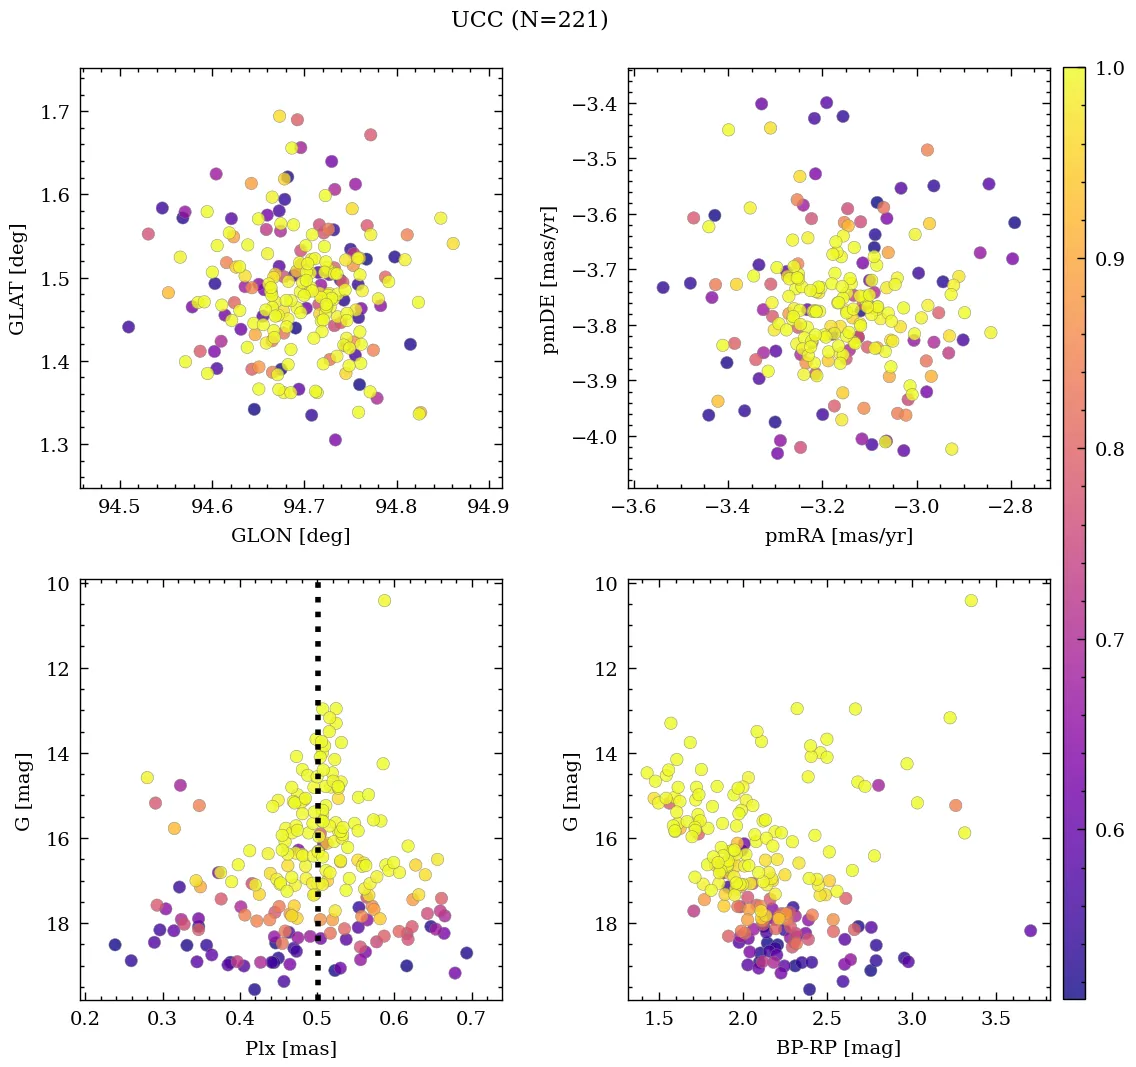 UCC (N=221)
1.7
1.6
1.5
1.4
1.3
GLAT [deg]
94.5 94.6 94.7 94.8 94.9
GLON [deg]
−3.4
−3.5
−3.6
−3.7
−3.8
−3.9
−4.0
pmDE [mas/yr]
−3.6 −3.4 −3.2 −3.0 −2.8
pmRA [mas/yr]
10
12
14
16
18
G [mag]
0.2 0.3 0.4 0.5 0.6 0.7
Plx [mas]
10
12
14
16
18
G [mag]
1.5 2.0 2.5 3.0 3.5
BP-RP [mag]
1.0
0.9
0.8
0.7
0.6